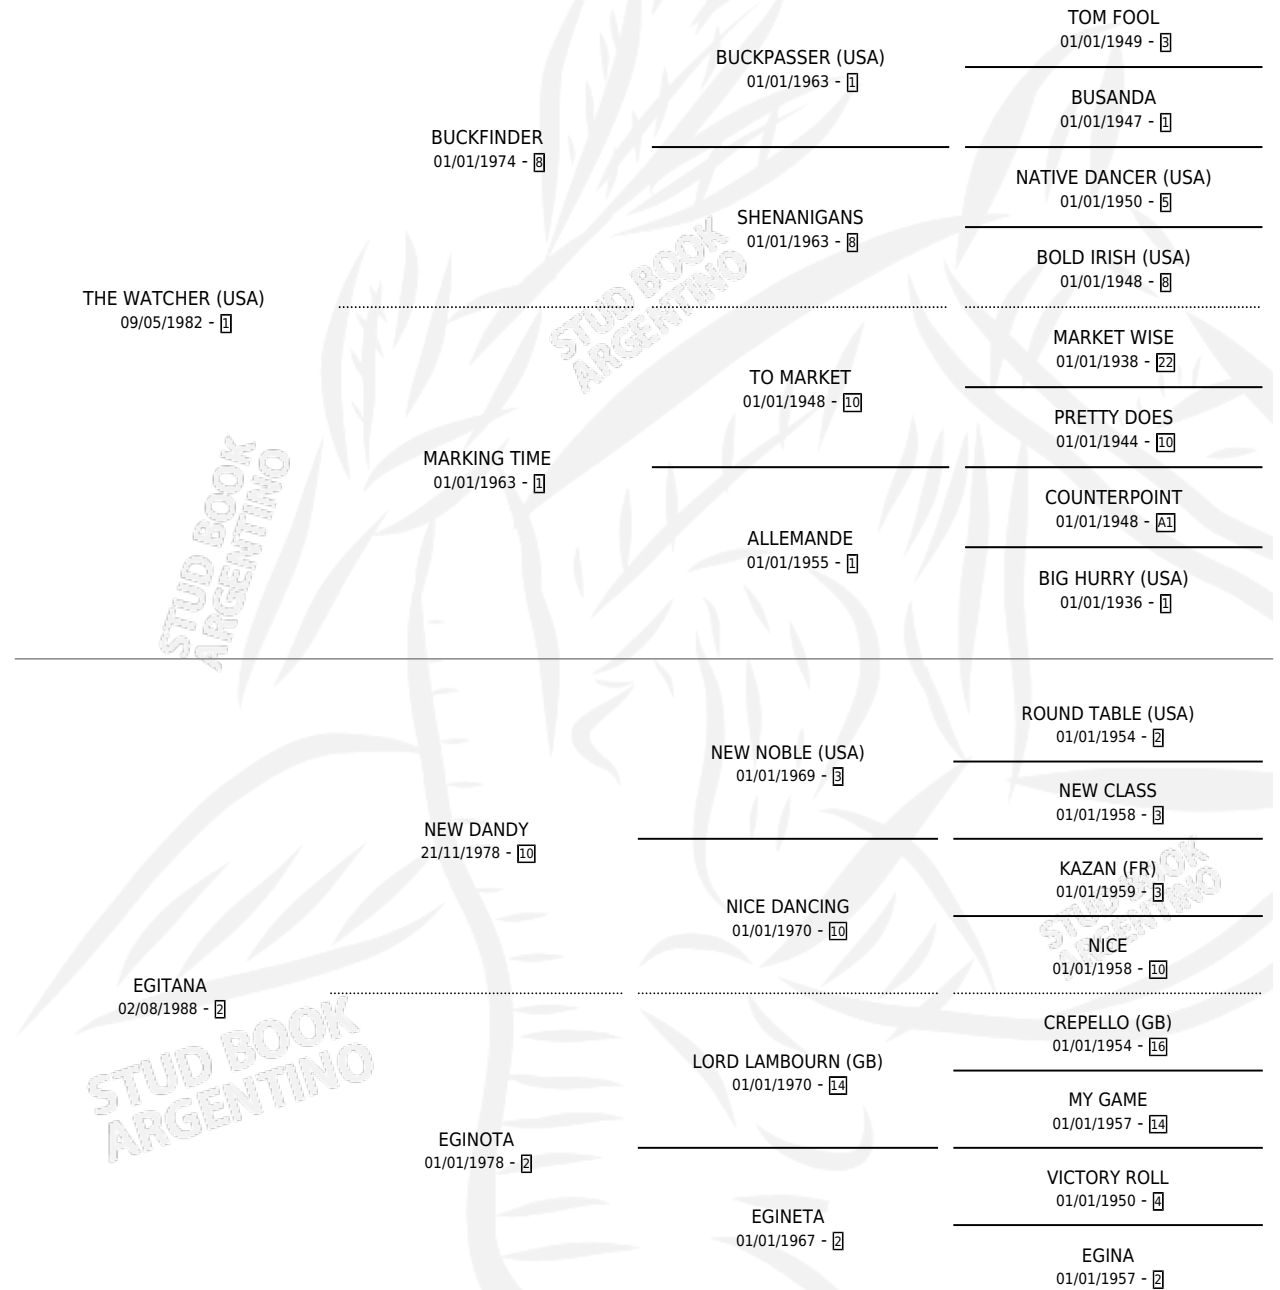 TOM FOOL
01/01/1949 - 3
BUCKPASSER (USA)
01/01/1963 - 1
BUSANDA
01/01/1947 - 1
BUCKFINDER
01/01/1974 - 8
NATIVE DANCER (USA)
01/01/1950 - 5
SHENANIGANS
01/01/1963 - 8
BOLD IRISH (USA)
01/01/1948 - 8
THE WATCHER (USA)
09/05/1982 - 1
STUD BOOK
ARGENTINO
MARKET WISE
01/01/1938 - 22
TO MARKET
01/01/1948 - 10
PRETTY DOES
01/01/1944 - 10
MARKING TIME
01/01/1963 - 1
COUNTERPOINT
01/01/1948 - A1
ALLEMANDE
01/01/1955 - 1
BIG HURRY (USA)
01/01/1936 - 1
STUD BOOK
ARGENTINO
ROUND TABLE (USA)
01/01/1954 - 2
NEW NOBLE (USA)
01/01/1969 - 3
NEW CLASS
01/01/1958 - 3
NEW DANDY
21/11/1978 - 10
KAZAN (FR)
01/01/1959 - 3
STUD BOOK
ARGENTINO
NICE DANCING
01/01/1970 - 10
NICE
01/01/1958 - 10
EGITANA
02/08/1988 - 2
STUD BOOK
ARGENTINO
CREPELLO (GB)
01/01/1954 - 16
LORD LAMBOURN (GB)
01/01/1970 - 14
MY GAME
01/01/1957 - 14
EGINOTA
01/01/1978 - 2
VICTORY ROLL
01/01/1950 - 4
EGINETA
01/01/1967 - 2
EGINA
01/01/1957 - 2